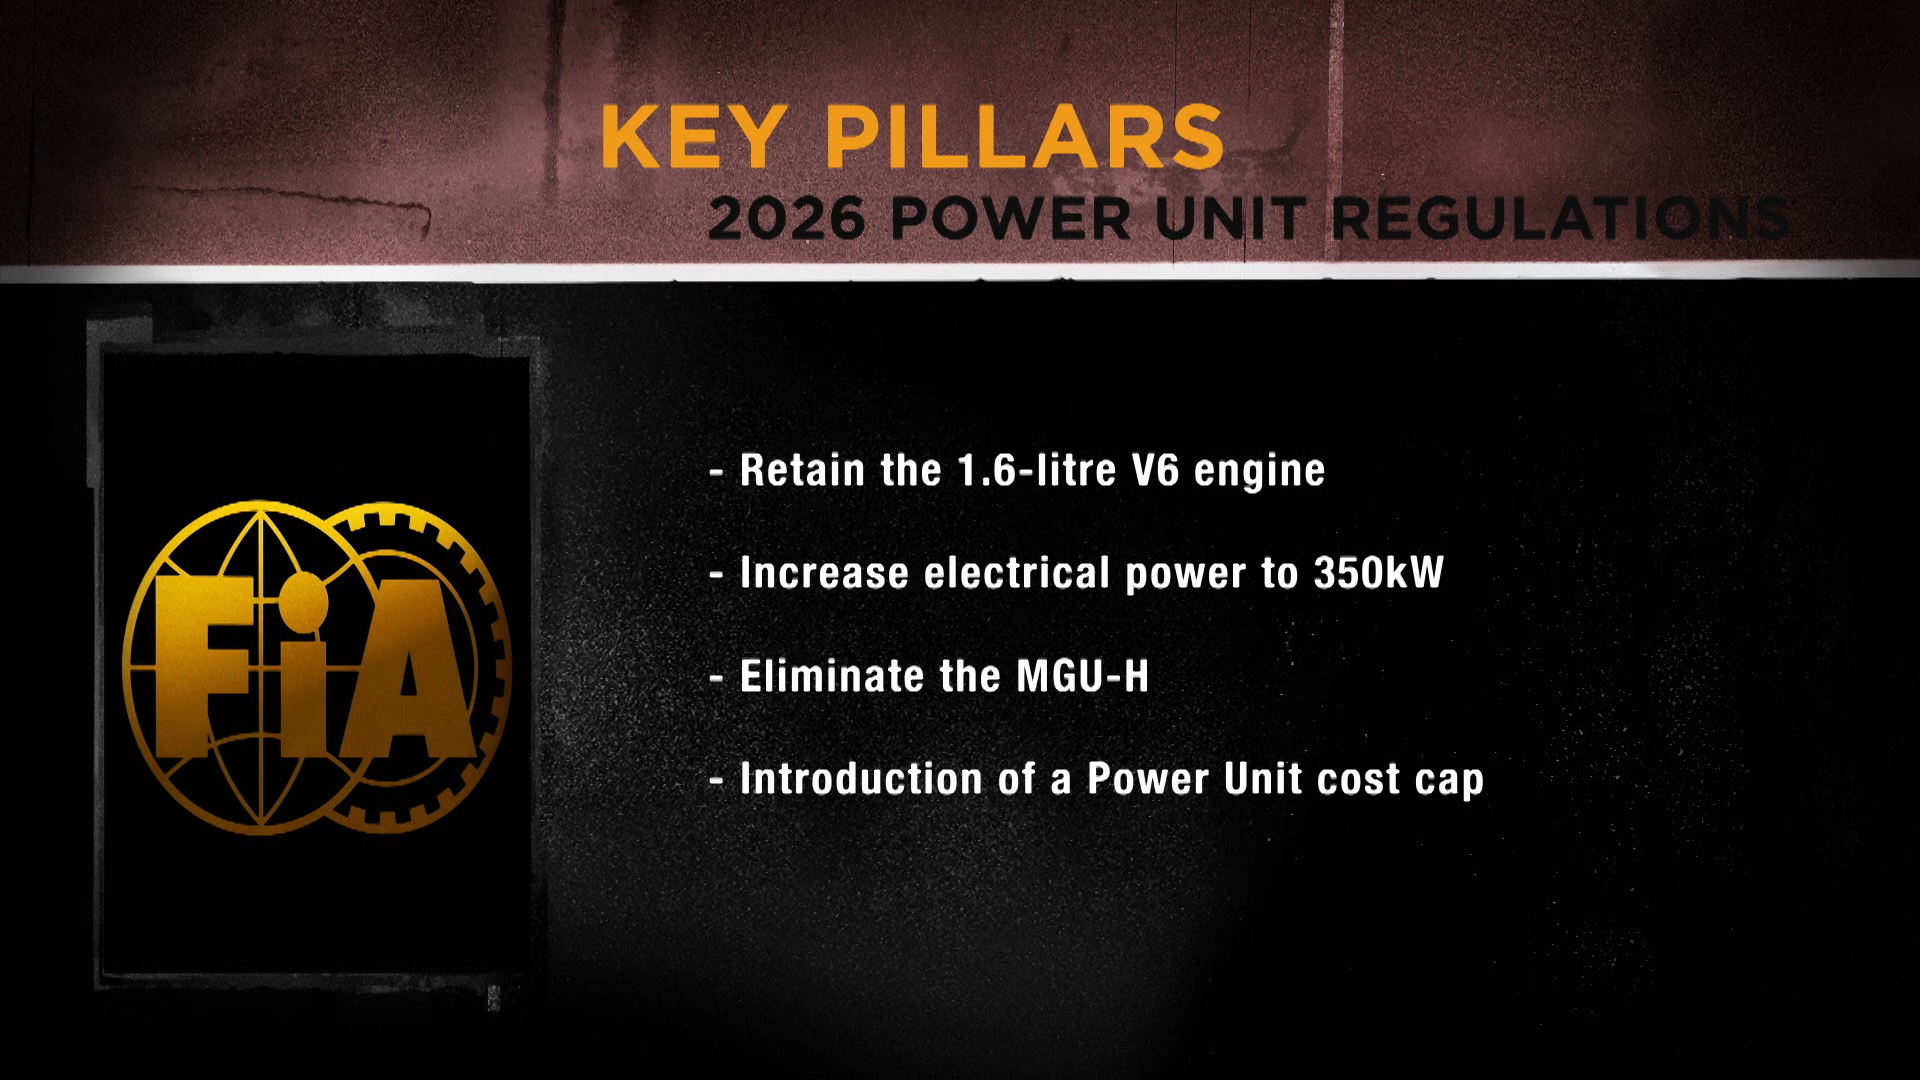 KEY PILLARS
2026 POWER UNIT REGULATIONS
FiA
- Retain the 1.6-litre V6 engine
- Increase electrical power to 350kW
- Eliminate the MGU-H
- Introduction of a Power Unit cost cap